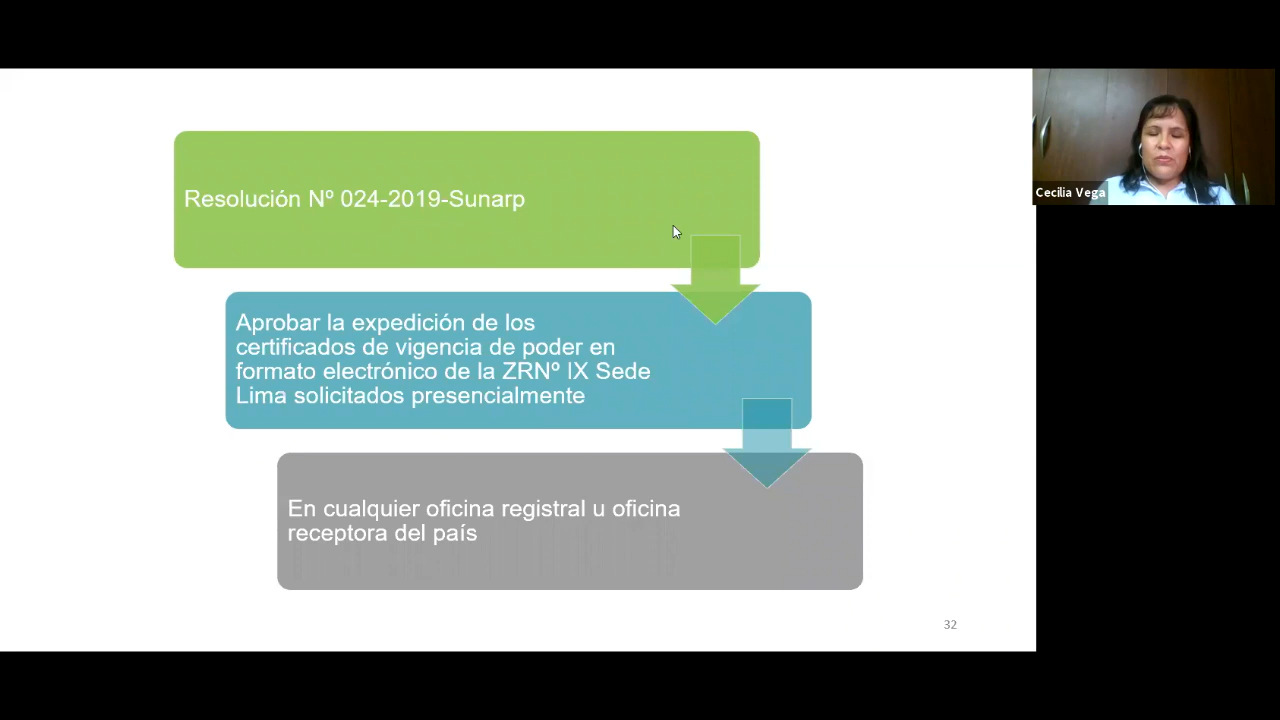 Resolución Nº 024-2019-Sunarp
Aprobar la expedición de los
certificados de vigencia de poder en
formato electrónico de la ZRNº IX Sede
Lima solicitados presencialmente
En cualquier oficina registral u oficina
receptora del país
32
Cecilia Vega